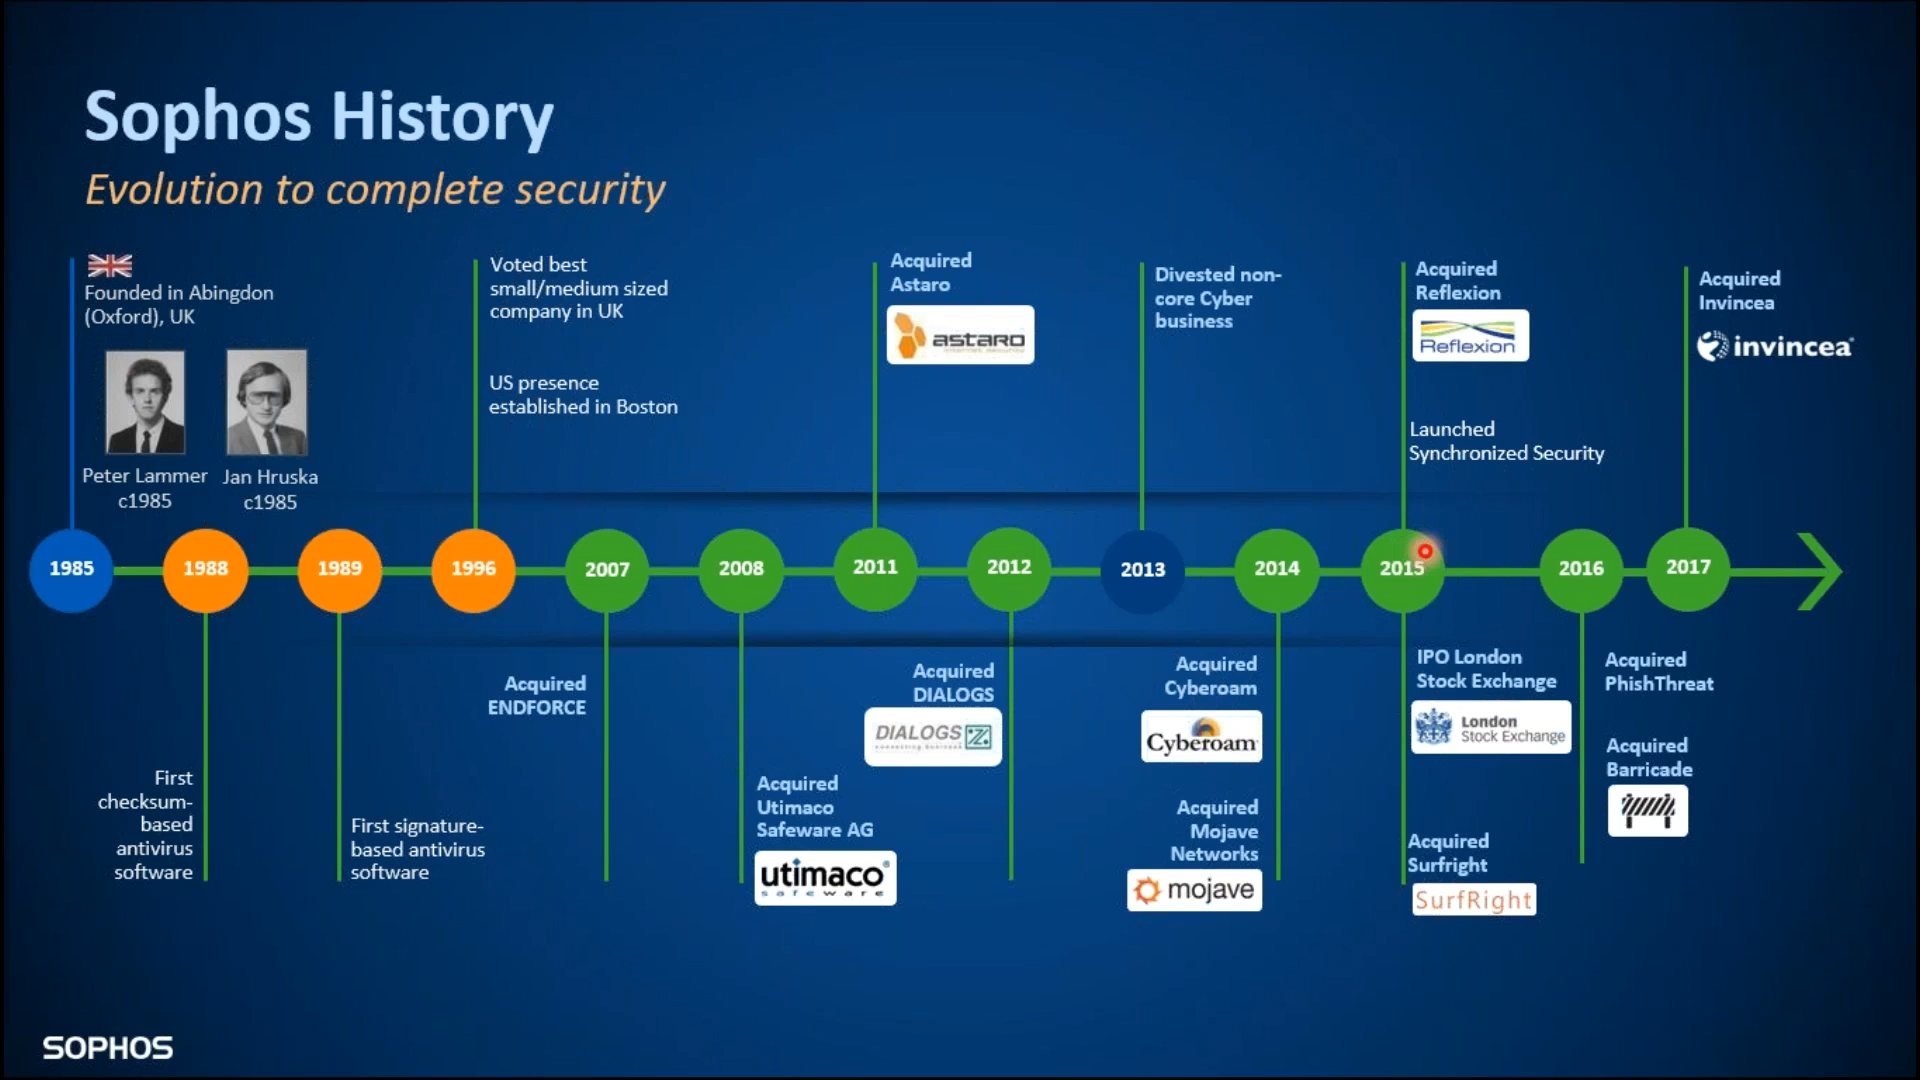 Sophos History
Evolution to complete security
Founded in Abingdon
(Oxford), UK
Peter Lammer
c1985
Jan Hruska
c1985
Voted best
small/medium sized
company in UK
US presence
established in Boston
Acquired
Astaro
astaro
Divested non-
core Cyber
business
Acquired
Reflexion
Reflexion
Launched
Synchronized Security
Acquired
Invincea
invincea
1985
1988
1989
1996
2007
2008
2011
2012
2013
2014
2015
2016
2017
First
checksum-
based
antivirus
software
First signature-
based antivirus
software
Acquired
ENDFORCE
Acquired
Utimaco
Safeware AG
utimaco®
safeware
Acquired
DIALOGS
DIALOGS
Acquired
Cyberoam
Cyberoam
Acquired
Mojave
Networks
mojave
IPO London
Stock Exchange
London
Stock Exchange
Acquired
Surfright
SurfRight
Acquired
PhishThreat
Acquired
Barricade
SOPHOS